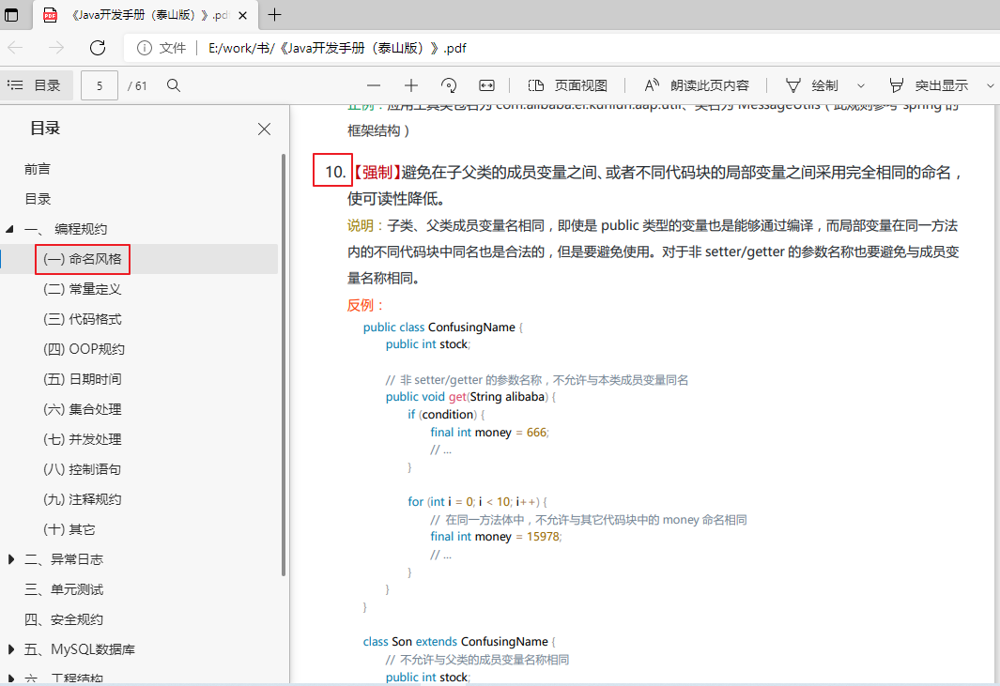 《Java开发手册（泰山版）》.pd
文件
E:/work/书/《Java开发手册（泰山版）》.pdf
目录
5
/ 61
页面视图
朗读此页内容
绘制
突出显示
目录
前言
目录
一、 编程规约
(一) 命名风格
(二) 常量定义
(三) 代码格式
(四) OOP规约
(五) 日期时间
(六) 集合处理
(七) 并发处理
(八) 控制语句
(九) 注释规约
(十) 其它
二、异常日志
三、单元测试
四、安全规约
五、MySQL数据库
六、工程结构
正例：应用工具类包名为 com.alibaba.ei.kunlun.aap.util、类名为 MessageUtils（此规则参考 spring 的
框架结构）
10.【强制】避免在子父类的成员变量之间、或者不同代码块的局部变量之间采用完全相同的命名，
使可读性降低。
说明：子类、父类成员变量名相同，即使是 public 类型的变量也是能够通过编译，而局部变量在同一方法
内的不同代码块中同名也是合法的，但是要避免使用。对于非 setter/getter 的参数名称也要避免与成员变
量名称相同。
反例：
public class ConfusingName {
public int stock;
// 非 setter/getter 的参数名称，不允许与本类成员变量同名
public void get(String alibaba) {
if (condition) {
final int money = 666;
// ...
}
for (int i = 0; i < 10; i++) {
// 在同一方法体中，不允许与其它代码块中的 money 命名相同
final int money = 15978;
// ...
}
}
}
class Son extends ConfusingName {
// 不允许与父类的成员变量名称相同
public int stock;